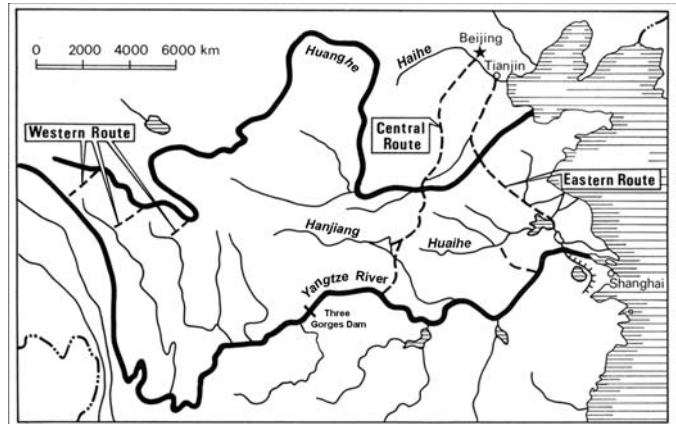 Beijing
Tianjin
0 2000 4000 6000 km
Huanghe
Haihe
Western Route
Central
Route
Eastern Route
Hanjiang
Huaihe
Yangtze River
Shanghai
Three
Gorges Dam